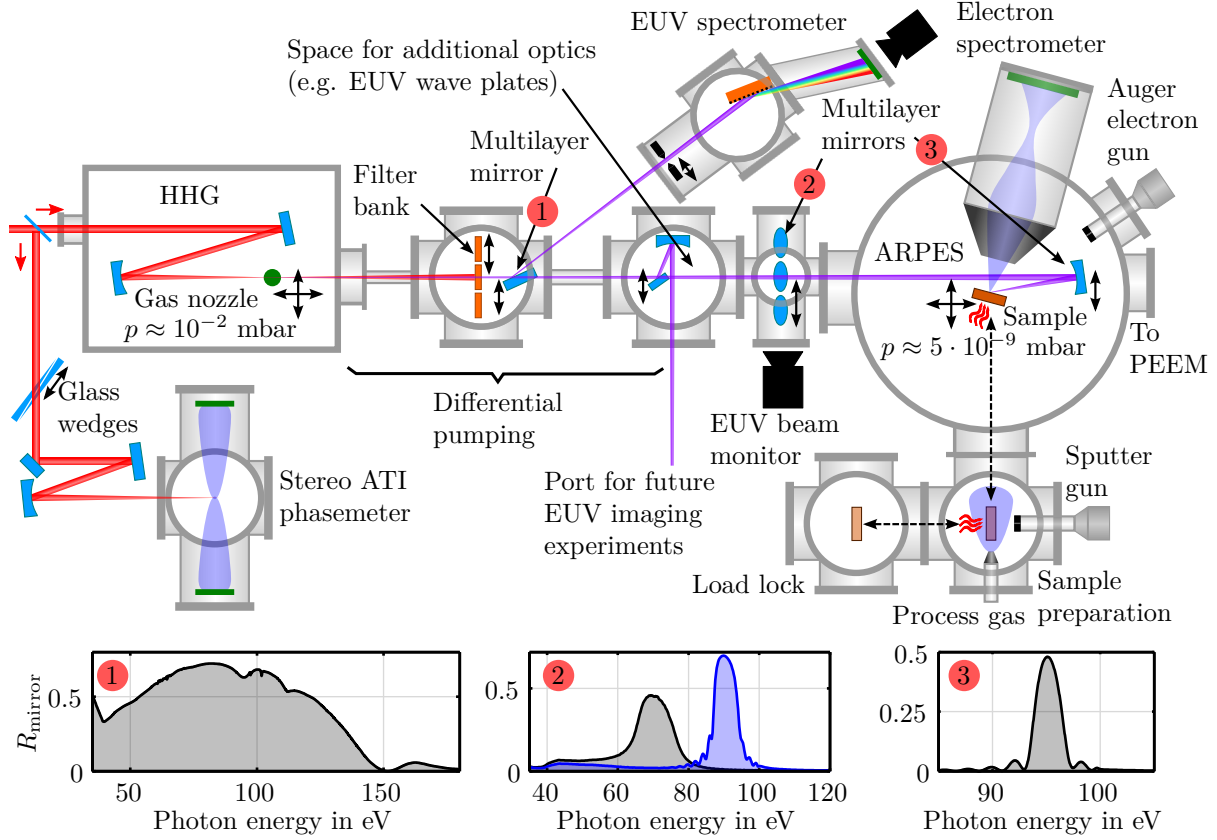 EUV spectrometer
Electron
spectrometer
Space for additional optics
(e.g. EUV wave plates)
Auger
electron
gun
Multilayer
mirrors
3
2
Multilayer
mirror
1
Filter
bank
HHG
ARPES
Gas nozzle
p ≈ 10⁻² mbar
Sample
p ≈ 5 · 10⁻⁹ mbar
To
PEEM
Glass
wedges
Differential
pumping
EUV beam
monitor
Stereo ATI
phasemeter
Port for future
EUV imaging
experiments
Sputter
gun
Load lock
Process gas
Sample
preparation
1
R_mirror
0.5
0
50 100 150
Photon energy in eV
2
0.5
0
40 60 80 100 120
Photon energy in eV
3
0.5
0.25
0
90 100
Photon energy in eV